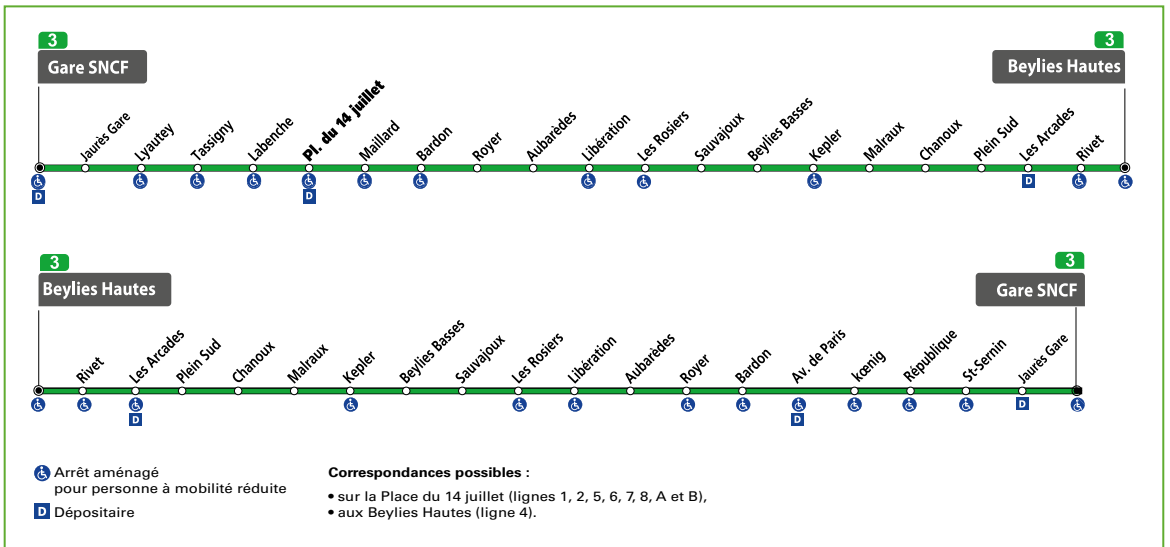 3
Gare SNCF
3
Beylies Hautes
Jaurès Gare
Lyautey
Tassigny
Labenche
Pl. du 14 juillet
Maillard
Bardon
Royer
Aubarèdes
Libération
Les Rosiers
Sauvajoux
Beylies Basses
Kepler
Malraux
Chanoux
Plein Sud
Les Arcades
Rivet
D
D
D
3
Beylies Hautes
3
Gare SNCF
Rivet
Les Arcades
Plein Sud
Chanoux
Malraux
Kepler
Beylies Basses
Sauvajoux
Les Rosiers
Libération
Aubarèdes
Royer
Bardon
Av. de Paris
kœnig
République
St-Sernin
Jaurès Gare
D
D
D
Arrêt aménagé
pour personne à mobilité réduite
D Dépositaire
Correspondances possibles :
• sur la Place du 14 juillet (lignes 1, 2, 5, 6, 7, 8, A et B),
• aux Beylies Hautes (ligne 4).